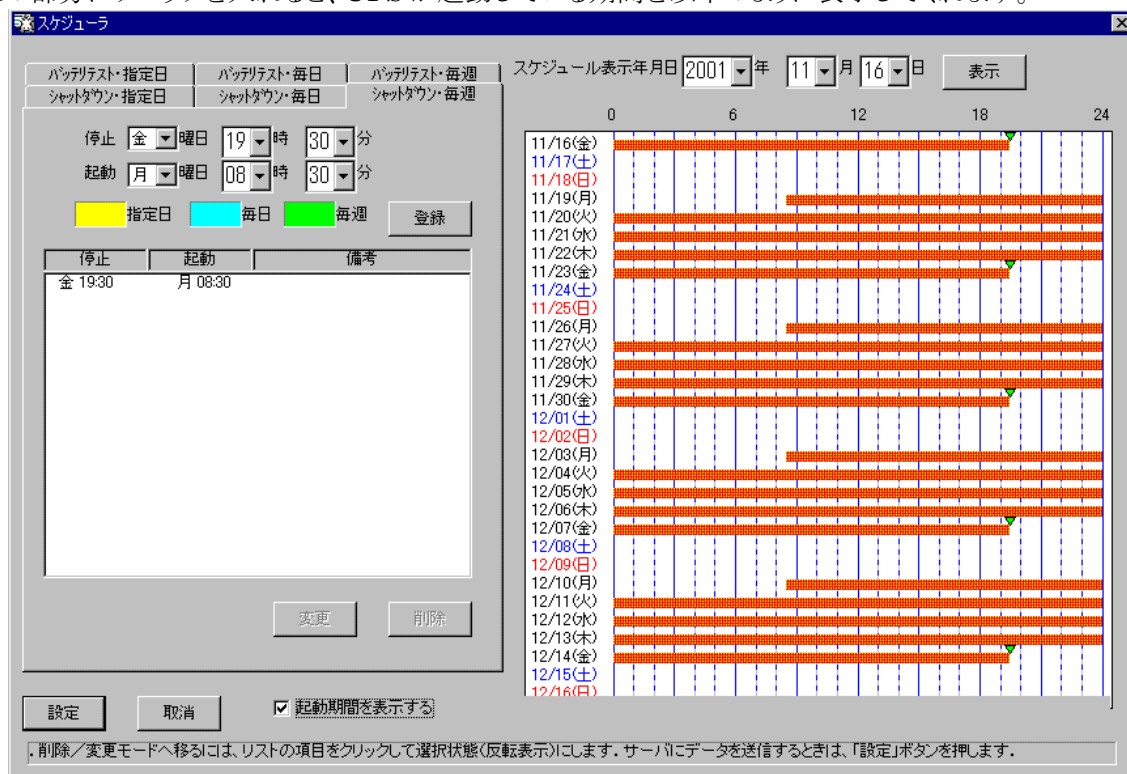 スケジューラ
バッテリテスト・指定日 バッテリテスト・毎日 バッテリテスト・毎週
シャットダウン・指定日 シャットダウン・毎日 シャットダウン・毎週
停止 金 曜日 19 時 30 分
起動 月 曜日 08 時 30 分
指定日 毎日 毎週 登録
停止 起動 備考
金 19:30 月 08:30
変更 削除
設定 取消 起動期間を表示する
スケジュール表示年月日 2001 年 11 月 16 日 表示
0 6 12 18 24
11/16(金)
11/17(土)
11/18(日)
11/19(月)
11/20(火)
11/21(水)
11/22(木)
11/23(金)
11/24(土)
11/25(日)
11/26(月)
11/27(火)
11/28(水)
11/29(木)
11/30(金)
12/01(土)
12/02(日)
12/03(月)
12/04(火)
12/05(水)
12/06(木)
12/07(金)
12/08(土)
12/09(日)
12/10(月)
12/11(火)
12/12(水)
12/13(木)
12/14(金)
12/15(土)
12/16(日)
.削除/変更モードへ移るには、リストの項目をクリックして選択状態(反転表示)にします.サーバにデータを送信するときは、「設定」ボタンを押します.